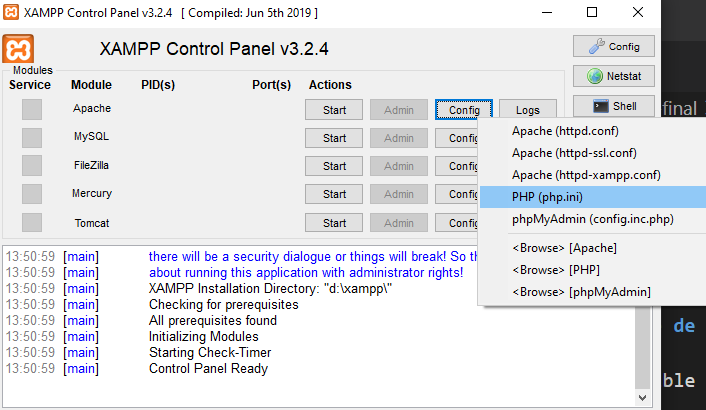 XAMPP Control Panel v3.2.4 [ Compiled: Jun 5th 2019 ]
XAMPP Control Panel v3.2.4
Config
Modules
Service Module PID(s) Port(s) Actions
Netstat
Apache Start Admin Config Logs
Shell
final
MySQL Start Admin Config
FileZilla Start Admin Config
Mercury Start Admin Config
Tomcat Start Admin Config
Apache (httpd.conf)
Apache (httpd-ssl.conf)
Apache (httpd-xampp.conf)
PHP (php.ini)
phpMyAdmin (config.inc.php)
<Browse> [Apache]
<Browse> [PHP]
<Browse> [phpMyAdmin]
13:50:59 [main] there will be a security dialogue or things will break! So th
13:50:59 [main] about running this application with administrator rights!
13:50:59 [main] XAMPP Installation Directory: "d:\xampp\"
13:50:59 [main] Checking for prerequisites
13:50:59 [main] All prerequisites found
13:50:59 [main] Initializing Modules
13:50:59 [main] Starting Check-Timer
13:50:59 [main] Control Panel Ready
de
ble